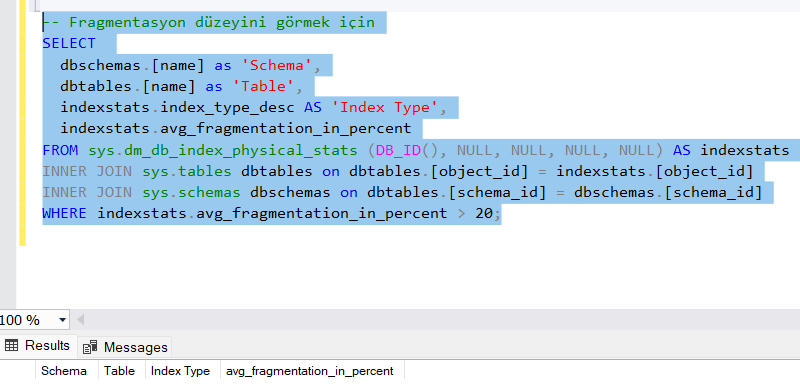 -- Fragmentasyon düzeyini görmek için
SELECT
dbschemas.[name] as 'Schema',
dbtables.[name] as 'Table',
indexstats.index_type_desc AS 'Index Type',
indexstats.avg_fragmentation_in_percent
FROM sys.dm_db_index_physical_stats (DB_ID(), NULL, NULL, NULL, NULL) AS indexstats
INNER JOIN sys.tables dbtables on dbtables.[object_id] = indexstats.[object_id]
INNER JOIN sys.schemas dbschemas on dbtables.[schema_id] = dbschemas.[schema_id]
WHERE indexstats.avg_fragmentation_in_percent > 20;
100 %
Results Messages
Schema Table Index Type avg_fragmentation_in_percent